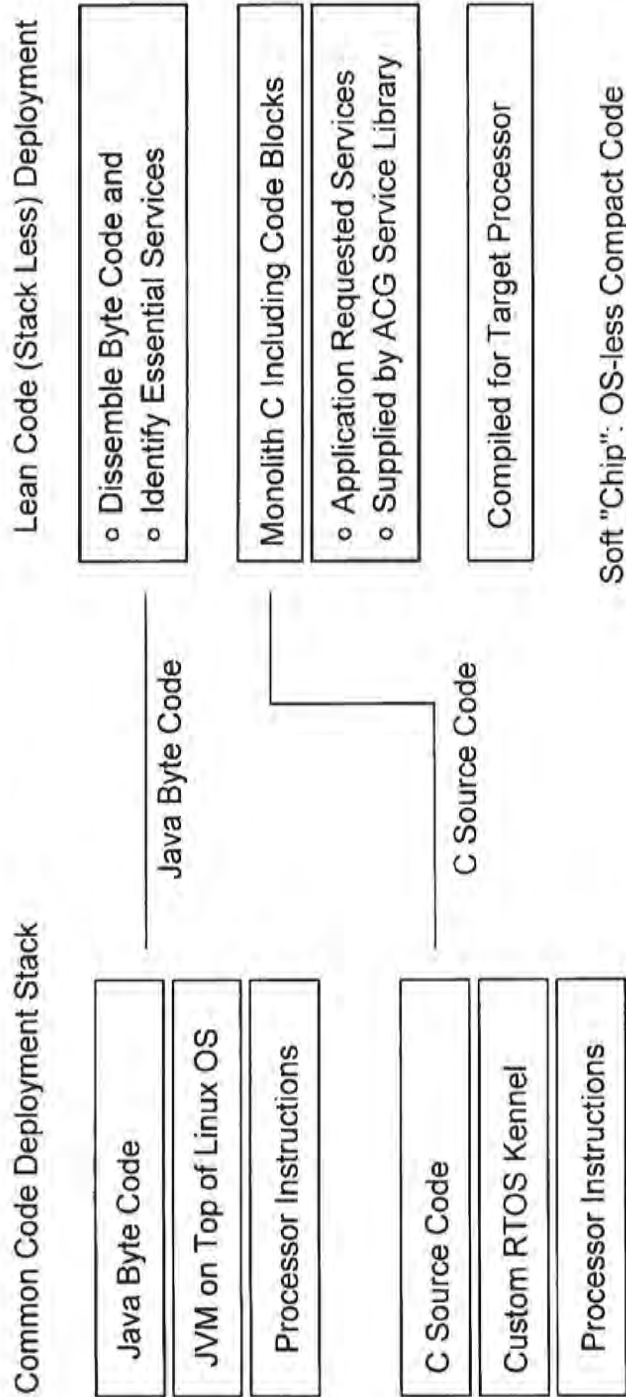 Common Code Deployment Stack
Java Byte Code
JVM on Top of Linux OS
Processor Instructions
C Source Code
Custom RTOS Kennel
Processor Instructions
Java Byte Code
C Source Code
Lean Code (Stack Less) Deployment
o Dissemble Byte Code and
o Identify Essential Services
Monolith C Including Code Blocks
o Application Requested Services
o Supplied by ACG Service Library
Compiled for Target Processor
Soft "Chip": OS-less Compact Code